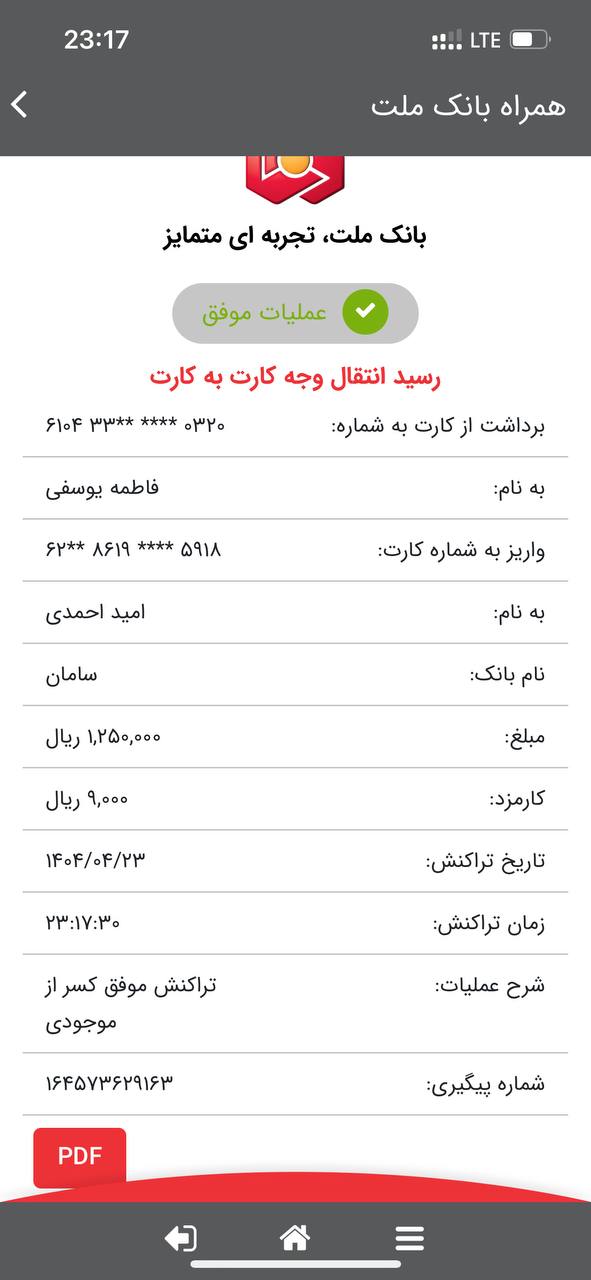 23:17 LTE
همراه بانک ملت
بانک ملت، تجربه ای متمایز
عملیات موفق
رسید انتقال وجه کارت به کارت
برداشت از کارت به شماره: ۶۱۰۴ ۳۳** **** ۰۳۲۰
به نام: فاطمه یوسفی
واریز به شماره کارت: ۶۲** ۸۶۱۹ **** ۵۹۱۸
به نام: امید احمدی
نام بانک: سامان
مبلغ: ۱,۲۵۰,۰۰۰ ریال
کارمزد: ۹,۰۰۰ ریال
تاریخ تراکنش: ۱۴۰۴/۰۴/۲۳
زمان تراکنش: ۲۳:۱۷:۳۰
شرح عملیات: تراکنش موفق کسر از
موجودی
شماره پیگیری: ۱۶۴۵۷۳۶۲۹۱۶۳
PDF